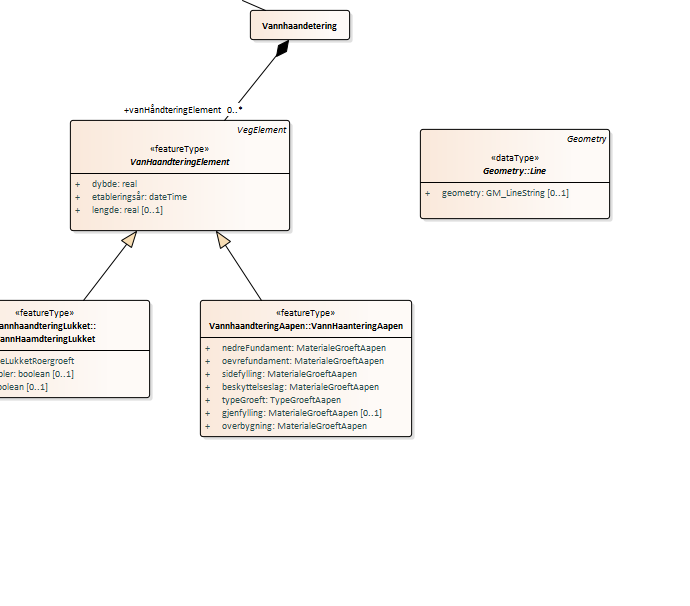 Vannhaandetering
+vanHåndteringElement 0..*
VegElement
«featureType»
VanHaandteringElement
+ dybde: real
+ etableringsår: dateTime
+ lengde: real [0..1]
Geometry
«dataType»
Geometry::Line
+ geometry: GM_LineString [0..1]
«featureType»
annhaandteringLukket::
annHaamdteringLukket
eLukketRoergroeft
oler: boolean [0..1]
oolean [0..1]
«featureType»
VannhaandteringAapen::VannHaanteringAapen
+ nedreFundament: MaterialeGroeftAapen
+ oevrefundament: MaterialeGroeftAapen
+ sidefylling: MaterialeGroeftAapen
+ beskyttelseslag: MaterialeGroeftAapen
+ typeGroeft: TypeGroeftAapen
+ gjenfylling: MaterialeGroeftAapen [0..1]
+ overbygning: MaterialeGroeftAapen